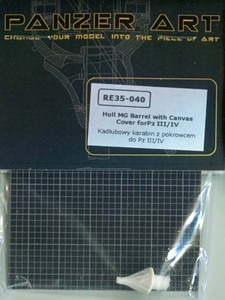 PANZER ART
CHANGE YOUR MODEL INTO THE PIECE OF ART
RE35-040
Hull MG Barrel with Canvas
Cover forPz III/IV
Kadłubowy karabin z pokrowcem
do Pz III/IV